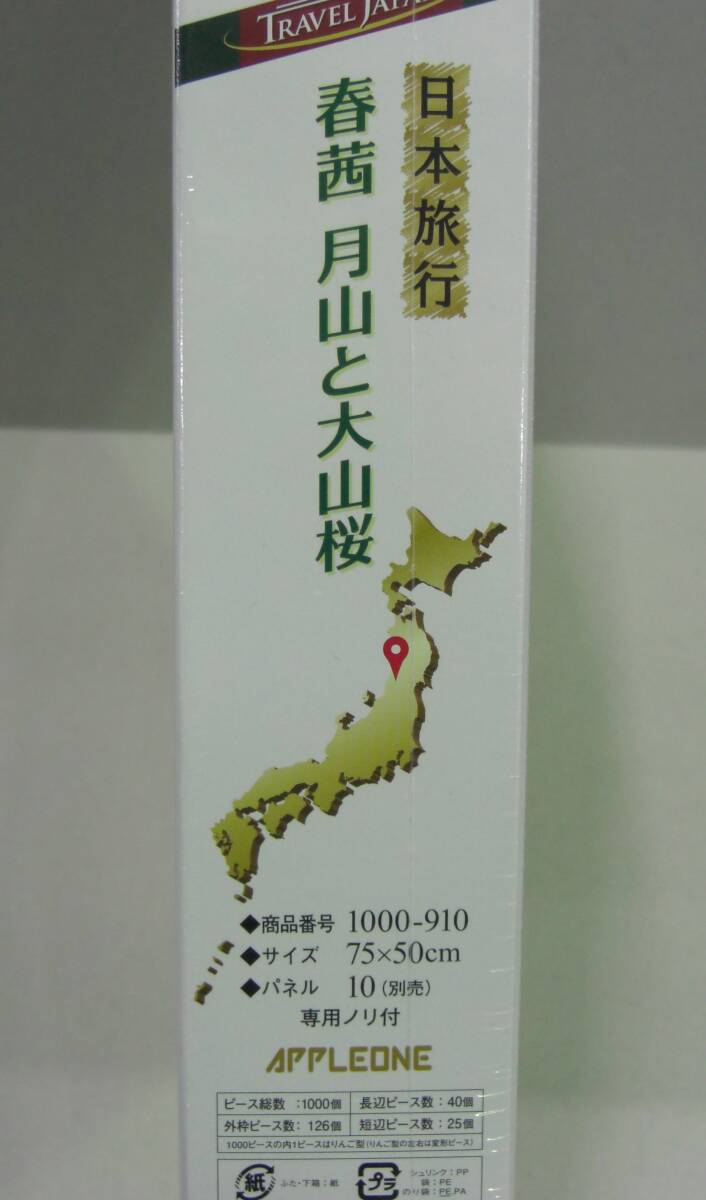 TRAVEL JAPAN
日本旅行
春茜 月山と大山桜
◆商品番号 1000-910
◆サイズ 75×50cm
◆パネル 10(別売)
専用ノリ付
APPLEONE
ピース総数 :1000個 長辺ピース数:40個
外枠ピース数: 126個 短辺ピース数:25個
1000ピースの内1ピースはりんご型(りんご型の左右は変形ピース)
紙 ふた・下箱:紙
プラ シュリンク:PP
袋:PE
のり袋:PE,PA